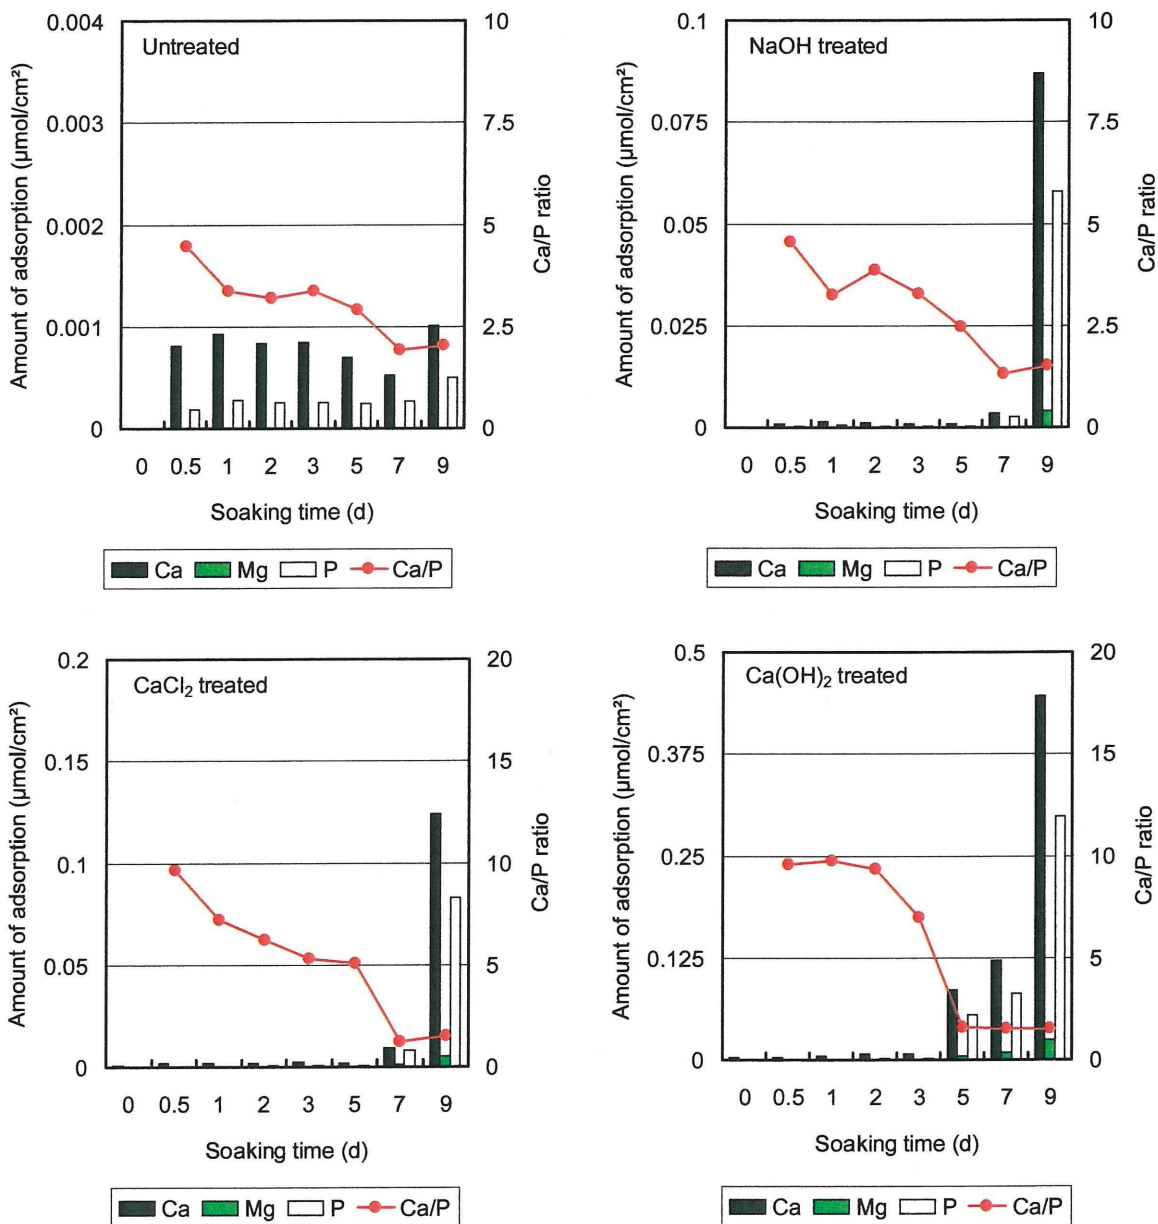 Untreated
Amount of adsorption (μmol/cm²)
0.004
0.003
0.002
0.001
0
10
7.5
5
2.5
0
Ca/P ratio
0 0.5 1 2 3 5 7 9
Soaking time (d)
Ca Mg P Ca/P
NaOH treated
Amount of adsorption (μmol/cm²)
0.1
0.075
0.05
0.025
0
10
7.5
5
2.5
0
Ca/P ratio
0 0.5 1 2 3 5 7 9
Soaking time (d)
Ca Mg P Ca/P
CaCl₂ treated
Amount of adsorption (μmol/cm²)
0.2
0.15
0.1
0.05
0
20
15
10
5
0
Ca/P ratio
0 0.5 1 2 3 5 7 9
Soaking time (d)
Ca Mg P Ca/P
Ca(OH)₂ treated
Amount of adsorption (μmol/cm²)
0.5
0.375
0.25
0.125
0
20
15
10
5
0
Ca/P ratio
0 0.5 1 2 3 5 7 9
Soaking time (d)
Ca Mg P Ca/P